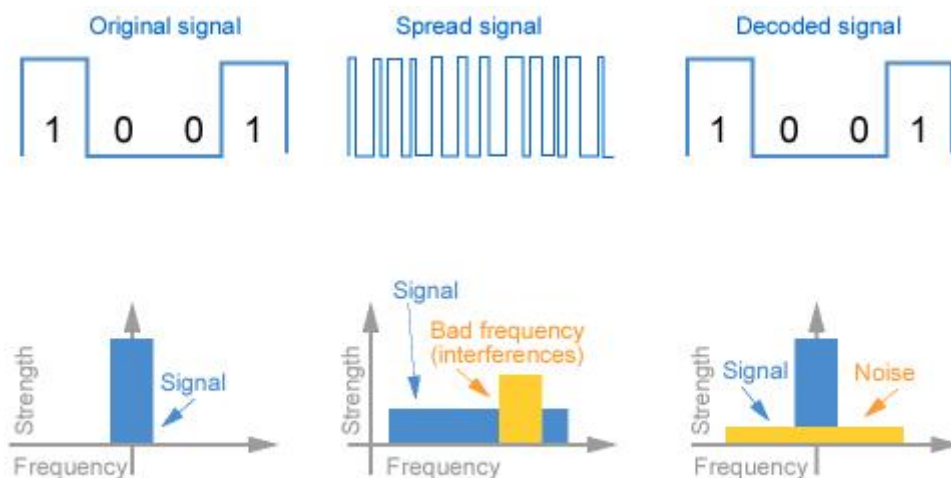 Original signal
Spread signal
Decoded signal
1 0 0 1
1 0 0 1
Signal
Strength
Frequency
Signal
Bad frequency
(interferences)
Strength
Frequency
Signal
Noise
Strength
Frequency